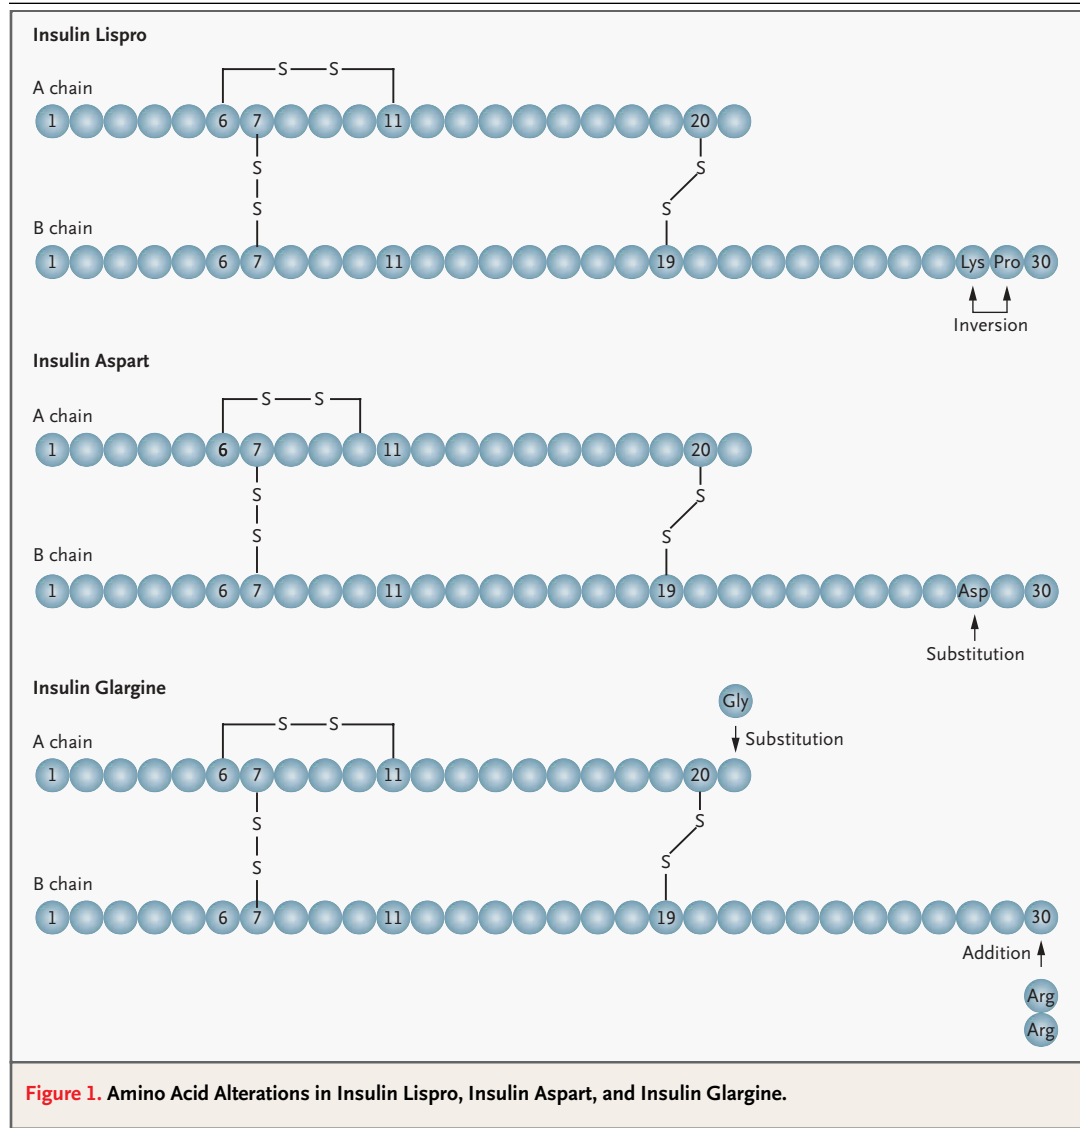 Insulin Lispro
S S
A chain
1 6 7 11 20
S S
S S
B chain
1 6 7 11 19 Lys Pro 30
Inversion
Insulin Aspart
S S
A chain
1 6 7 11 20
S S
S S
B chain
1 6 7 11 19 Asp 30
Substitution
Insulin Glargine
Gly
S S
Substitution
A chain
1 6 7 11 20
S S
S S
B chain
1 6 7 11 19 30
Addition
Arg
Arg
Figure 1. Amino Acid Alterations in Insulin Lispro, Insulin Aspart, and Insulin Glargine.